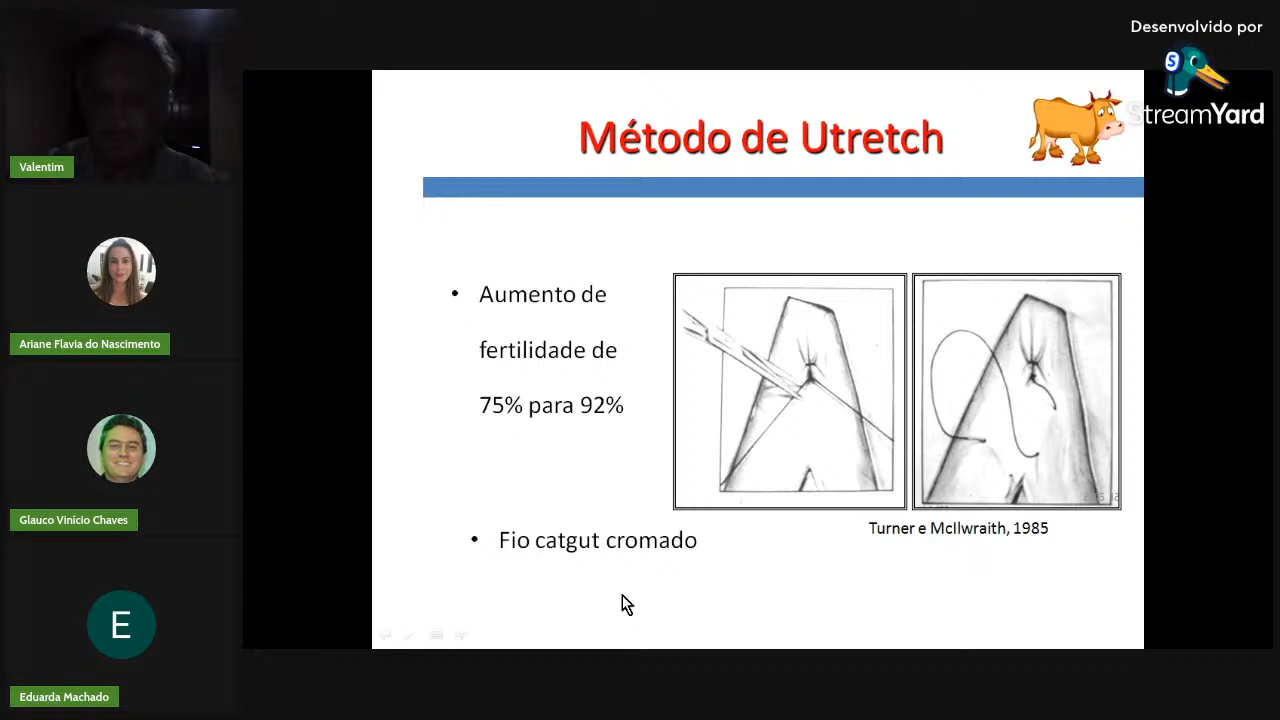 Desenvolvido por
StreamYard
Método de Utretch
Valentim
Ariane Flavia do Nascimento
Glauco Vinício Chaves
E
Eduarda Machado
• Aumento de
fertilidade de
75% para 92%
Turner e McIlwraith, 1985
• Fio catgut cromado